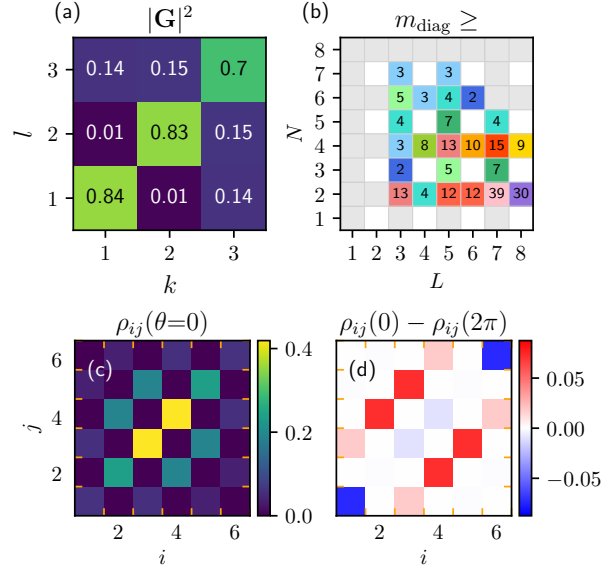 (a) |G|²
l
3 0.14 0.15 0.7
2 0.01 0.83 0.15
1 0.84 0.01 0.14
1 2 3
k
(b) m_diag ≥
N
8
7 3 3
6 5 3 4 2
5 4 7 4
4 3 8 13 10 15 9
3 2 5 7
2 13 4 12 12 39 30
1
1 2 3 4 5 6 7 8
L
ρ_ij(θ=0)
(c)
j
6
4
2
2 4 6
i
0.4
0.2
0.0
ρ_ij(0) − ρ_ij(2π)
(d)
2 4 6
i
0.05
0.00
−0.05